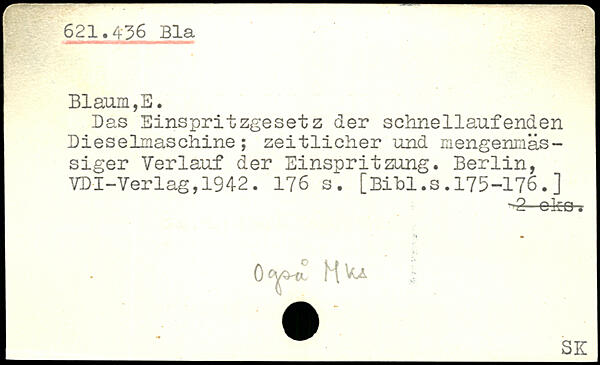 621.436 Bla
Blaum,E.
Das Einspritzgesetz der schnellaufenden
Dieselmaschine; zeitlicher und mengenmäs-
siger Verlauf der Einspritzung. Berlin,
VDI-Verlag,1942. 176 s. [Bibl.s.175-176.]
2 eks.
Også Mks
SK